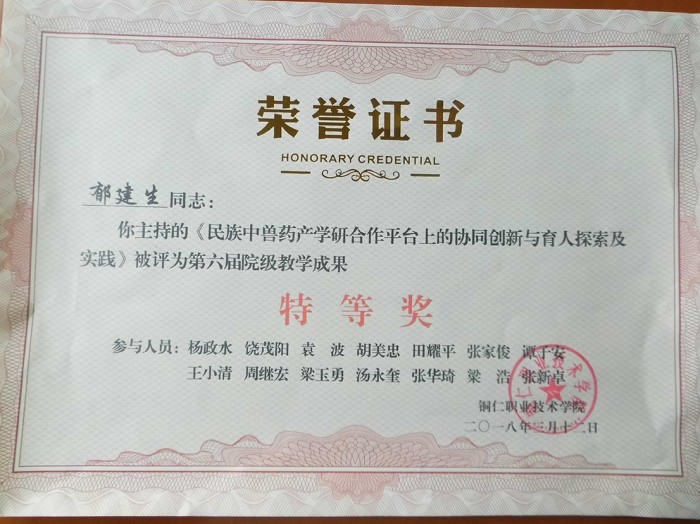 荣誉证书
HONORARY CREDENTIAL
郁建生同志：
你主持的《民族中兽药产学研合作平台上的协同创新与育人探索及
实践》被评为第六届院级教学成果
特等奖
参与人员：杨政水 饶茂阳 袁波 胡美忠 田耀平 张家俊 谭子安
王小清 周继宏 梁玉勇 汤永奎 张华琦 梁浩 张新卓
铜仁职业技术学院
二〇一八年三月十二日